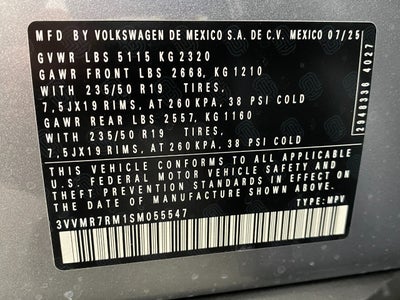 MFD BY VOLKSWAGEN DE MEXICO S.A. DE C.V. MEXICO 07/25
GVWR LBS 5115 KG 2320
GAWR FRONT LBS 2668, KG 1210
WITH 235/50 R19 TIRES,
7,5JX19 RIMS, AT 260 KPA, 38 PSI COLD
GAWR REAR LBS 2557, KG 1160
WITH 235/50 R19 TIRES,
7,5JX19 RIMS, AT 260 KPA, 38 PSI COLD
THIS VEHICLE CONFORMS TO ALL APPLICABLE
U.S. FEDERAL MOTOR VEHICLE SAFETY AND
THEFT PREVENTION STANDARDS IN EFFECT ON
THE DATE OF MANUFACTURE SHOWN ABOVE.
3VVMR7RM1SM055547 TYPE: MPV
2949336 4027